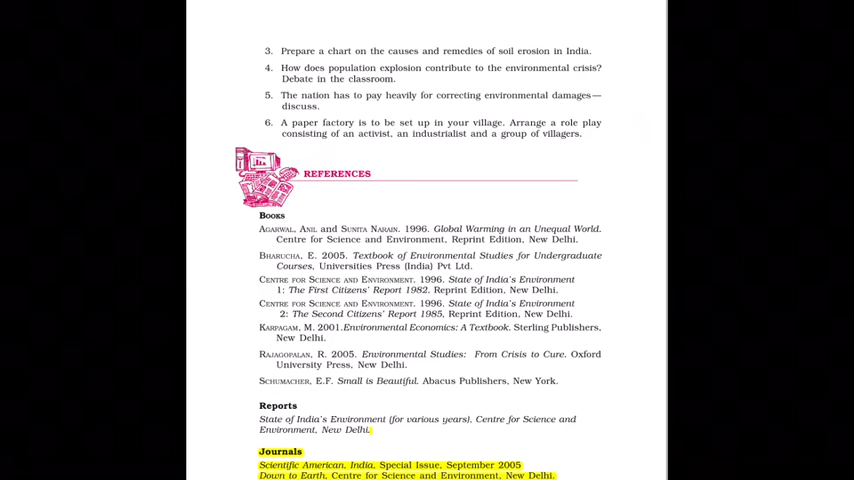 3. Prepare a chart on the causes and remedies of soil erosion in India.
4. How does population explosion contribute to the environmental crisis?
Debate in the classroom.
5. The nation has to pay heavily for correcting environmental damages—
discuss.
6. A paper factory is to be set up in your village. Arrange a role play
consisting of an activist, an industrialist and a group of villagers.
REFERENCES
Books
AGARWAL, ANIL and SUNITA NARAIN. 1996. Global Warming in an Unequal World.
Centre for Science and Environment, Reprint Edition, New Delhi.
BHARUCHA, E. 2005. Textbook of Environmental Studies for Undergraduate
Courses, Universities Press (India) Pvt Ltd.
CENTRE FOR SCIENCE AND ENVIRONMENT. 1996. State of India's Environment
1: The First Citizens' Report 1982. Reprint Edition, New Delhi.
CENTRE FOR SCIENCE AND ENVIRONMENT. 1996. State of India's Environment
2: The Second Citizens' Report 1985, Reprint Edition, New Delhi.
KARPAGAM, M. 2001.Environmental Economics: A Textbook. Sterling Publishers,
New Delhi.
RAJAGOPALAN, R. 2005. Environmental Studies: From Crisis to Cure. Oxford
University Press, New Delhi.
SCHUMACHER, E.F. Small is Beautiful. Abacus Publishers, New York.
Reports
State of India's Environment (for various years), Centre for Science and
Environment, New Delhi.
Journals
Scientific American, India, Special Issue, September 2005
Down to Earth, Centre for Science and Environment, New Delhi.